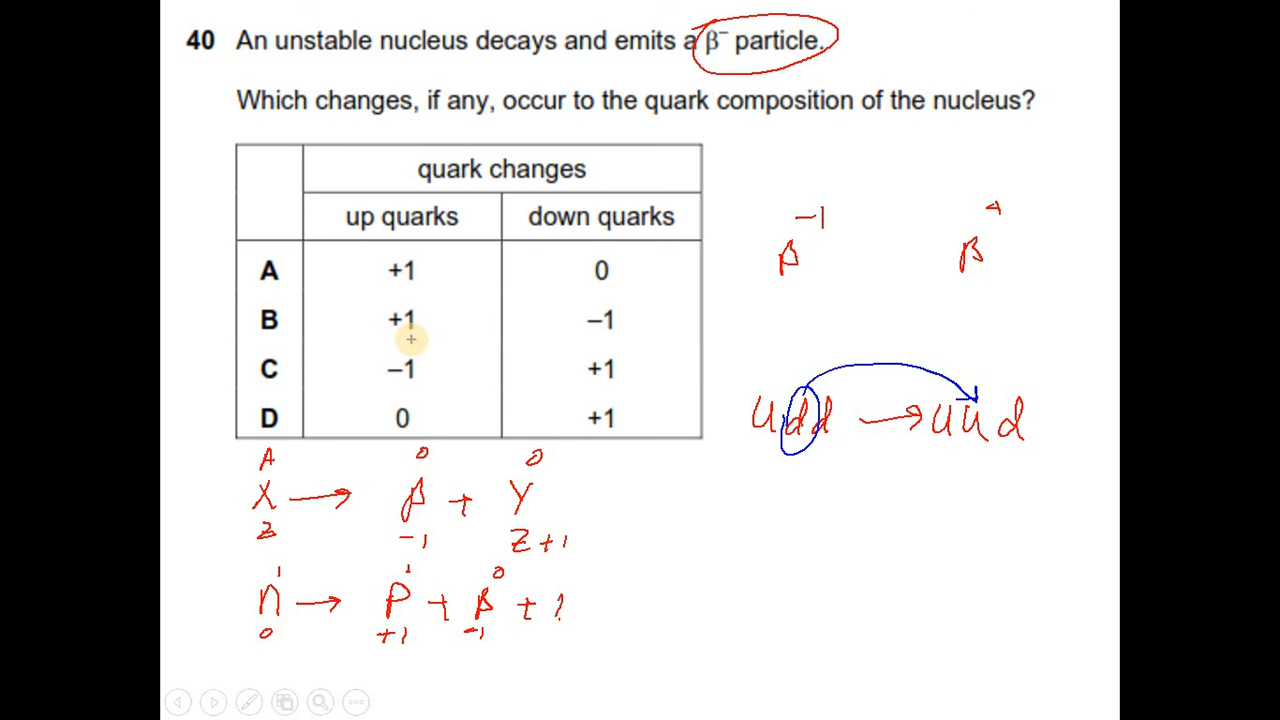 40 An unstable nucleus decays and emits a β⁻ particle.
Which changes, if any, occur to the quark composition of the nucleus?
quark changes
up quarks down quarks
A +1 0
B +1 –1
C –1 +1
D 0 +1
β⁻¹ β⁺
udd → uud
A 0 0
X → β + Y
Z –1 Z+1
1 1 0
n → P + β + ?
0 +1 –1